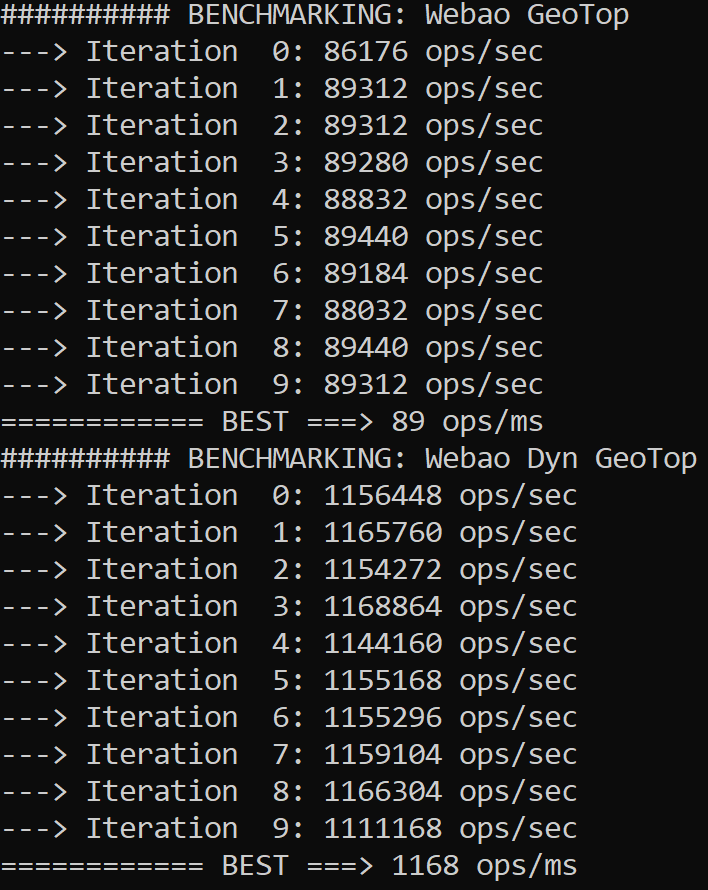 ########## BENCHMARKING: Webao GeoTop
---> Iteration  0: 86176 ops/sec
---> Iteration  1: 89312 ops/sec
---> Iteration  2: 89312 ops/sec
---> Iteration  3: 89280 ops/sec
---> Iteration  4: 88832 ops/sec
---> Iteration  5: 89440 ops/sec
---> Iteration  6: 89184 ops/sec
---> Iteration  7: 88032 ops/sec
---> Iteration  8: 89440 ops/sec
---> Iteration  9: 89312 ops/sec
============ BEST ===> 89 ops/ms
########## BENCHMARKING: Webao Dyn GeoTop
---> Iteration  0: 1156448 ops/sec
---> Iteration  1: 1165760 ops/sec
---> Iteration  2: 1154272 ops/sec
---> Iteration  3: 1168864 ops/sec
---> Iteration  4: 1144160 ops/sec
---> Iteration  5: 1155168 ops/sec
---> Iteration  6: 1155296 ops/sec
---> Iteration  7: 1159104 ops/sec
---> Iteration  8: 1166304 ops/sec
---> Iteration  9: 1111168 ops/sec
============ BEST ===> 1168 ops/ms